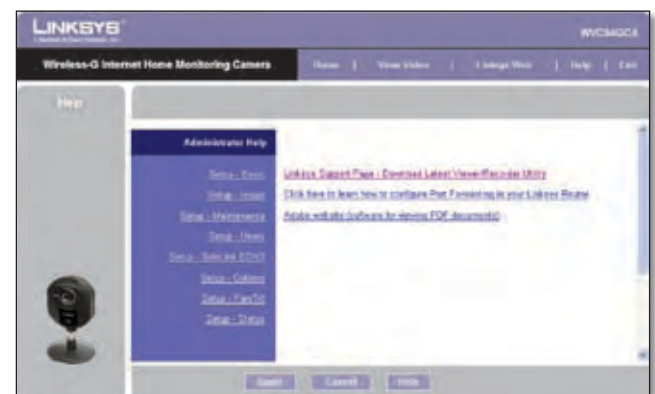 LINKSYS
Wireless-G Internet Home Monitoring Camera
Home | View Video | Linksys Web | Help | Exit
Help
Administrator Help
Setup - Basic
Setup - Image
Setup - Maintenance
Setup - Users
Setup - Options
Setup - Status
Linksys Support Page - Download Latest Viewer/Recorder Utility
Click here to learn how to configure Port Forwarding in your Linksys Router
Adobe website (software for viewing PDF documents)
Apply
Cancel
Help